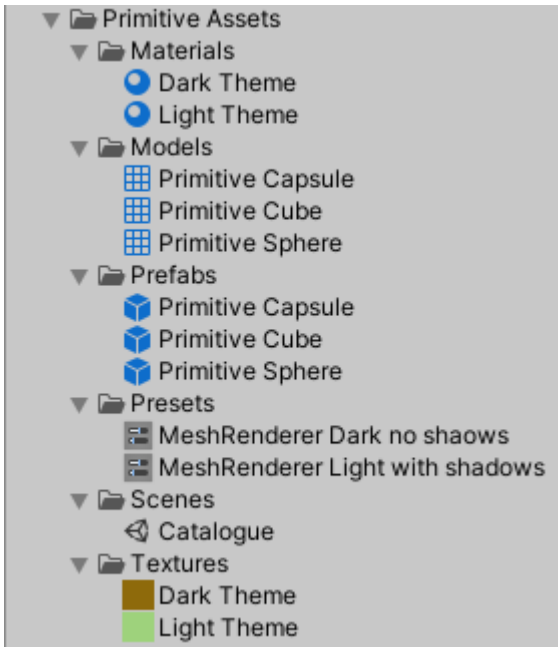 Primitive Assets
Materials
Dark Theme
Light Theme
Models
Primitive Capsule
Primitive Cube
Primitive Sphere
Prefabs
Primitive Capsule
Primitive Cube
Primitive Sphere
Presets
MeshRenderer Dark no shaows
MeshRenderer Light with shadows
Scenes
Catalogue
Textures
Dark Theme
Light Theme